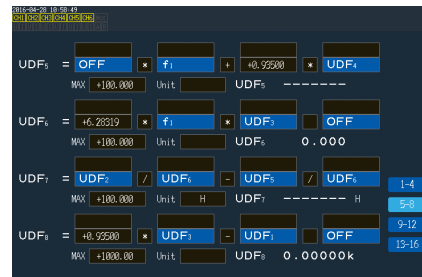 2016-04-28 10:58:49
CH1 CH2 CH3 CH4 CH5 CH6
UDF₅ = OFF * f₁ + +0.93500 * UDF₄
MAX +100.000 Unit UDF₅ -------
UDF₆ = +6.28319 * f₁ * UDF₃ OFF
MAX +100.000 Unit UDF₆ 0.000
UDF₇ = UDF₂ / UDF₆ - UDF₅ / UDF₆
MAX +100.000 Unit H UDF₇ ------- H
1-4
5-8
UDF₈ = +0.93500 * UDF₃ - UDF₁ OFF
9-12
13-16
MAX +1000.00 Unit UDF₈ 0.00000k